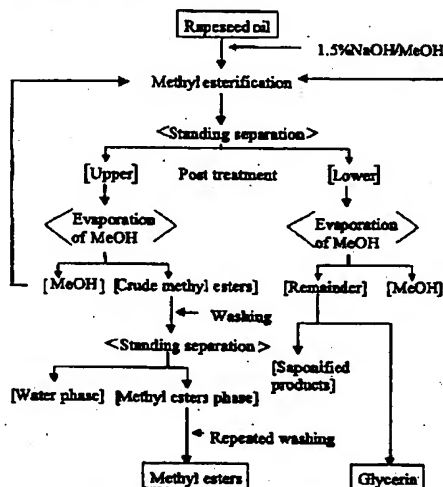 Rapeseed oil
1.5%NaOH/MeOH
Methyl esterification
<Standing separation>
[Upper] Post treatment [Lower]
<Evaporation of MeOH> <Evaporation of MeOH>
[MeOH] [Crude methyl esters] [Remainder] [MeOH]
Washing
<Standing separation>
[Saponified products]
[Water phase] [Methyl esters phase]
Repeated washing
Methyl esters Glycerin